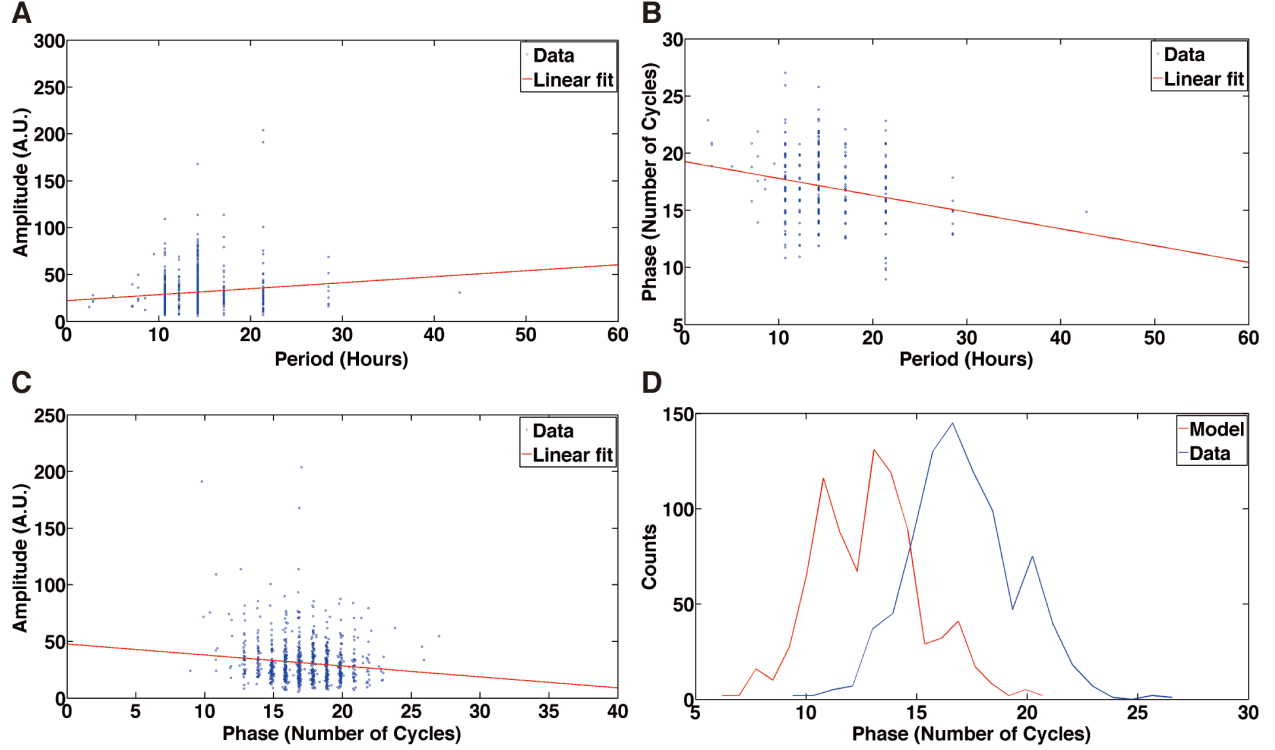 A
300
250
200
150
100
50
0
Amplitude (A.U.)
0 10 20 30 40 50 60
Period (Hours)
Data
Linear fit
B
30
25
20
15
10
5
Phase (Number of Cycles)
0 10 20 30 40 50 60
Period (Hours)
Data
Linear fit
C
250
200
150
100
50
0
Amplitude (A.U.)
0 5 10 15 20 25 30 35 40
Phase (Number of Cycles)
Data
Linear fit
D
150
100
50
0
Counts
5 10 15 20 25 30
Phase (Number of Cycles)
Model
Data